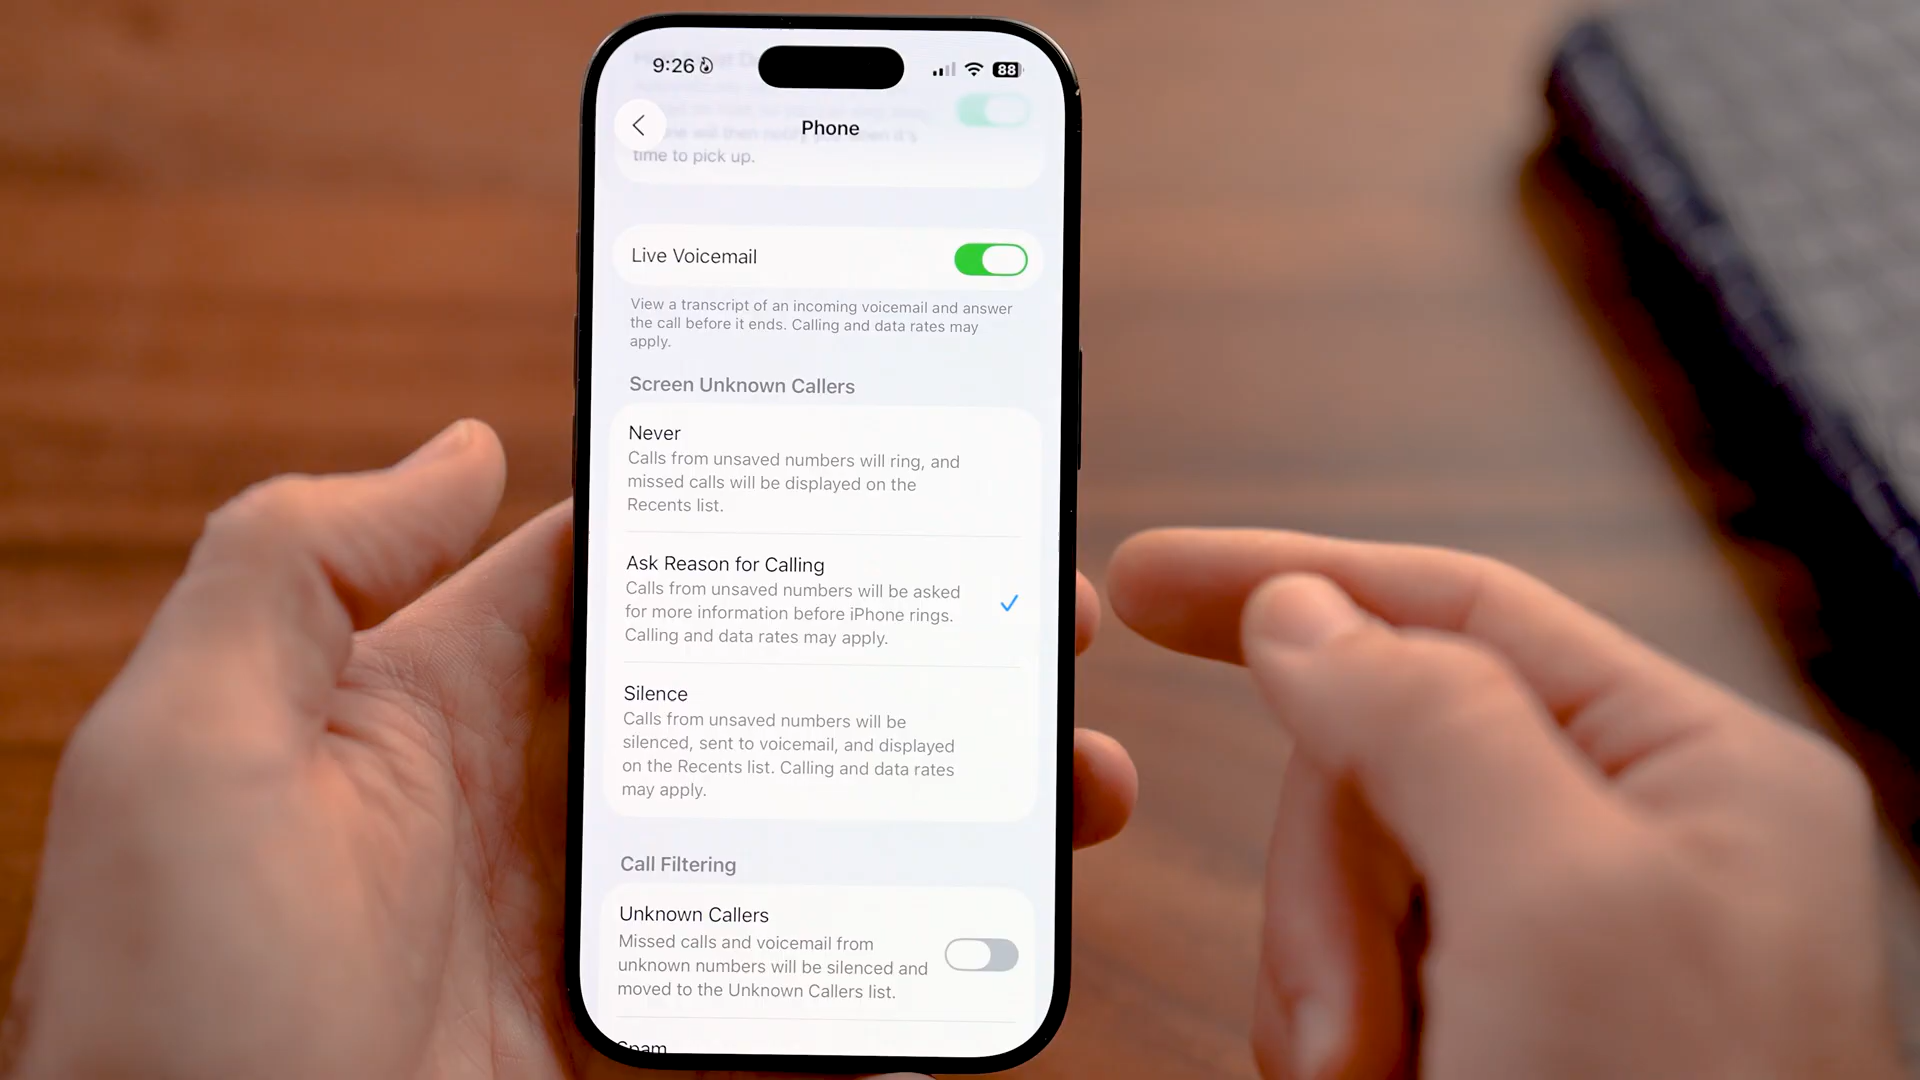 9:26
88
Phone
time to pick up.
Live Voicemail
View a transcript of an incoming voicemail and answer
the call before it ends. Calling and data rates may
apply.
Screen Unknown Callers
Never
Calls from unsaved numbers will ring, and
missed calls will be displayed on the
Recents list.
Ask Reason for Calling
Calls from unsaved numbers will be asked
for more information before iPhone rings.
Calling and data rates may apply.
Silence
Calls from unsaved numbers will be
silenced, sent to voicemail, and displayed
on the Recents list. Calling and data rates
may apply.
Call Filtering
Unknown Callers
Missed calls and voicemail from
unknown numbers will be silenced and
moved to the Unknown Callers list.
Spam